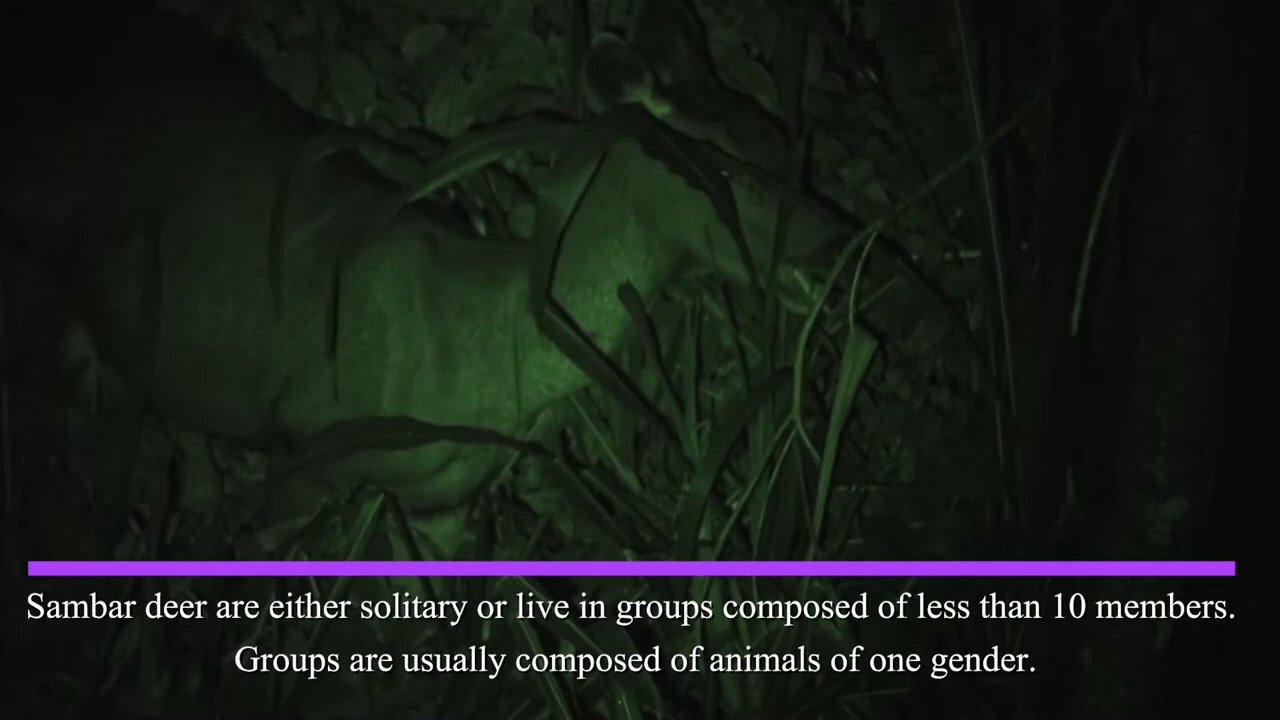 Sambar deer are either solitary or live in groups composed of less than 10 members.
Groups are usually composed of animals of one gender.